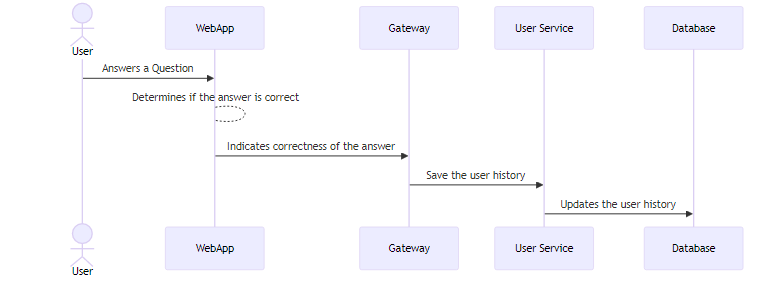 WebApp
Gateway
User Service
Database
User
Answers a Question
Determines if the answer is correct
Indicates correctness of the answer
Save the user history
Updates the user history
WebApp
Gateway
User Service
Database
User